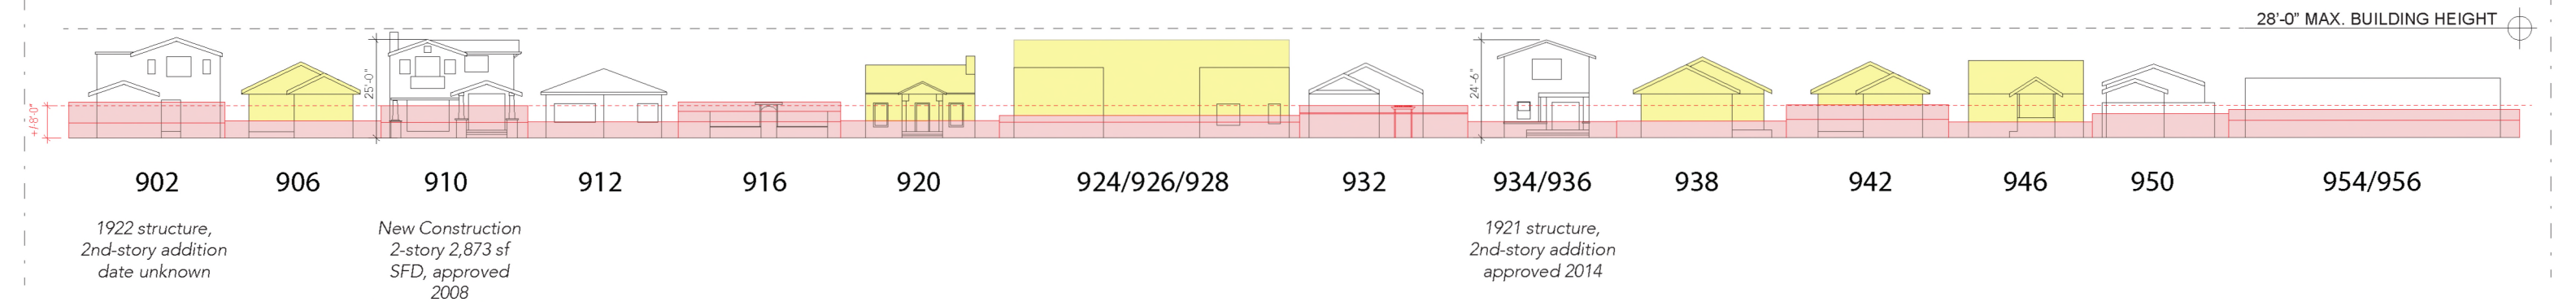 28'-0" MAX. BUILDING HEIGHT
+/-8'-0"
25'-0"
24'-6"
902
906
910
912
916
920
924/926/928
932
934/936
938
942
946
950
954/956
1922 structure,
2nd-story addition
date unknown
New Construction
2-story 2,873 sf
SFD, approved
2008
1921 structure,
2nd-story addition
approved 2014